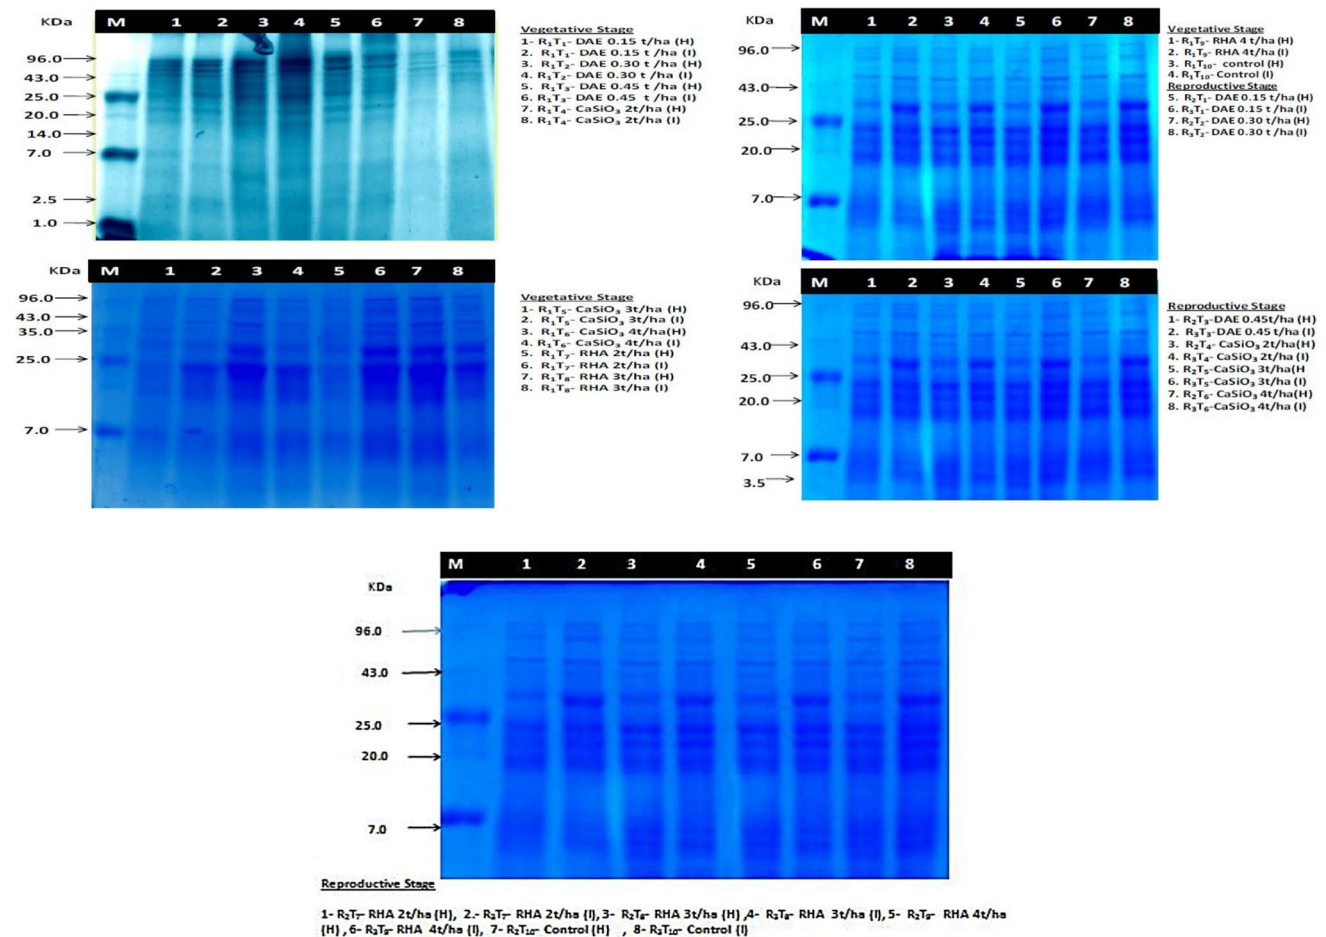 KDa M 1 2 3 4 5 6 7 8
96.0
43.0
25.0
20.0
14.0
7.0
2.5
1.0
Vegetative Stage
1- R₁T₁- DAE 0.15 t/ha (H)
2. R₁T₁- DAE 0.15 t/ha (I)
3. R₁T₂- DAE 0.30 t/ha (H)
4. R₁T₂- DAE 0.30 t /ha (I)
5. R₁T₃- DAE 0.45 t/ha (H)
6. R₁T₃- DAE 0.45 t/ha (I)
7. R₁T₄- CaSiO₃ 2t/ha (H)
8. R₁T₄- CaSiO₃ 2t/ha (I)
KDa M 1 2 3 4 5 6 7 8
96.0
43.0
25.0
20.0
7.0
Vegetative Stage
1- R₁T₉- RHA 4 t/ha (H)
2. R₁T₉- RHA 4t/ha (I)
3. R₁T₁₀- control (H)
4. R₁T₁₀- Control (I)
Reproductive Stage
5. R₂T₁- DAE 0.15t/ha (H)
6. R₃T₁- DAE 0.15 t/ha (I)
7. R₂T₂- DAE 0.30t/ha (H)
8. R₃T₂- DAE 0.30 t/ha (I)
KDa M 1 2 3 4 5 6 7 8
96.0
43.0
35.0
25.0
7.0
Vegetative Stage
1- R₁T₅- CaSiO₃ 3t/ha (H)
2. R₁T₅- CaSiO₃ 3t/ha (I)
3. R₁T₆- CaSiO₃ 4t/ha(H)
4. R₁T₆- CaSiO₃ 4t/ha (I)
5. R₁T₇- RHA 2t/ha (H)
6. R₁T₇- RHA 2t/ha (I)
7. R₁T₈- RHA 3t/ha (H)
8. R₁T₈- RHA 3t/ha (I)
KDa M 1 2 3 4 5 6 7 8
96.0
43.0
25.0
20.0
7.0
3.5
Reproductive Stage
1- R₂T₃-DAE 0.45t/ha (H)
2. R₃T₃-DAE 0.45 t/ha (I)
3. R₂T₄- CaSiO₃ 2t/ha(H)
4. R₃T₄- CaSiO₃ 2t/ha (I)
5. R₂T₅-CaSiO₃ 3t/ha(H
6. R₃T₅-CaSiO₃ 3t/ha (I)
7. R₂T₆-CaSiO₃ 4t/ha(H)
8. R₃T₆-CaSiO₃ 4t/ha (I)
M 1 2 3 4 5 6 7 8
KDa
96.0
43.0
25.0
20.0
7.0
Reproductive Stage
1- R₂T₇- RHA 2t/ha (H), 2.- R₃T₇- RHA 2t/ha (I),3- R₂T₈- RHA 3t/ha (H) ,4- R₃T₈- RHA 3t/ha (I),5- R₂T₉- RHA 4t/ha
(H) ,6- R₃T₉- RHA 4t/ha (I), 7- R₂T₁₀- Control (H) , 8- R₃T₁₀- Control (I)